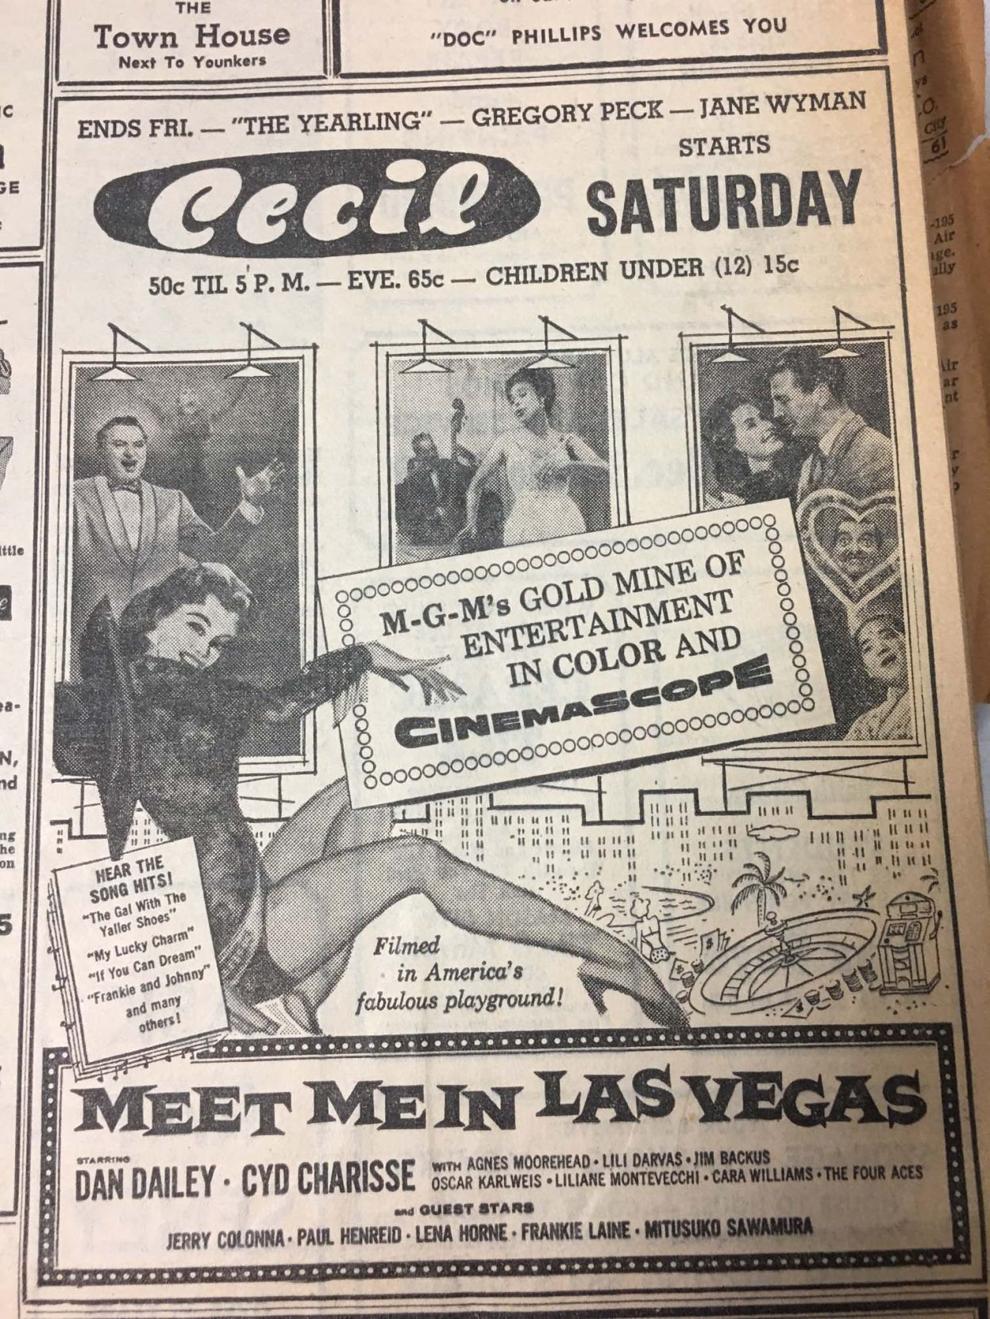 THE
Town House
Next To Younkers
"DOC" PHILLIPS WELCOMES YOU
ENDS FRI. — "THE YEARLING" — GREGORY PECK — JANE WYMAN
Cecil
STARTS
SATURDAY
50c TIL 5 P. M. — EVE. 65c — CHILDREN UNDER (12) 15c
M-G-M's GOLD MINE OF
ENTERTAINMENT
IN COLOR AND
CINEMASCOPE
HEAR THE
SONG HITS!
"The Gal With The
Yaller Shoes"
"My Lucky Charm"
"If You Can Dream"
"Frankie and Johnny"
and many
others!
Filmed
in America's
fabulous playground!
MEET ME IN LAS VEGAS
STARRING
DAN DAILEY · CYD CHARISSE
WITH AGNES MOOREHEAD · LILI DARVAS · JIM BACKUS
OSCAR KARLWEIS · LILIANE MONTEVECCHI · CARA WILLIAMS · THE FOUR ACES
and GUEST STARS
JERRY COLONNA · PAUL HENREID · LENA HORNE · FRANKIE LAINE · MITUSUKO SAWAMURA